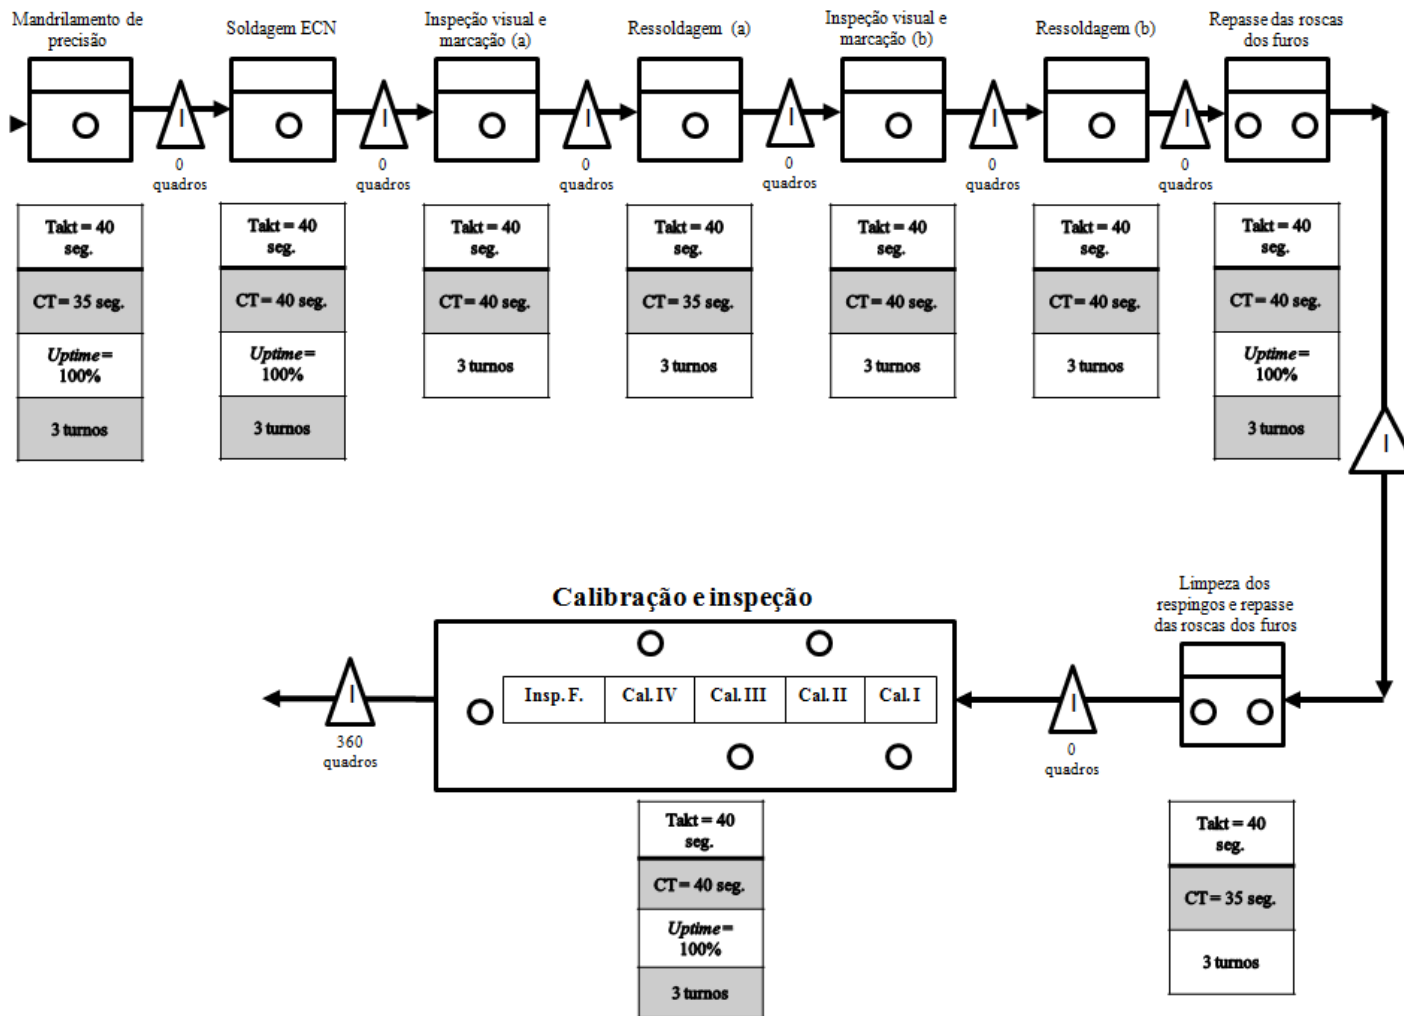 Mandrilamento de
precisão
Soldagem ECN
Inspeção visual e
marcação (a)
Ressoldagem (a)
Inspeção visual e
marcação (b)
Ressoldagem (b)
Repasse das roscas
dos furos
I
I
I
I
I
I
0
quadros
0
quadros
0
quadros
0
quadros
0
quadros
0
quadros
Takt = 40
seg.
CT = 35 seg.
Uptime =
100%
3 turnos
Takt = 40
seg.
CT = 40 seg.
Uptime =
100%
3 turnos
Takt = 40
seg.
CT = 40 seg.
3 turnos
Takt = 40
seg.
CT = 35 seg.
3 turnos
Takt = 40
seg.
CT = 40 seg.
3 turnos
Takt = 40
seg.
CT = 40 seg.
3 turnos
Takt = 40
seg.
CT = 40 seg.
Uptime =
100%
3 turnos
I
Limpeza dos
respingos e repasse
das roscas dos furos
Calibração e inspeção
Insp. F. Cal. IV Cal. III Cal. II Cal. I
I
360
quadros
I
0
quadros
Takt = 40
seg.
CT = 40 seg.
Uptime =
100%
3 turnos
Takt = 40
seg.
CT = 35 seg.
3 turnos